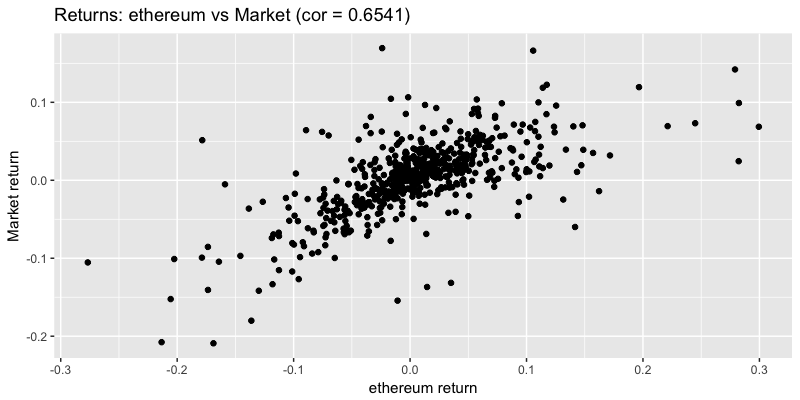 Returns: ethereum vs Market (cor = 0.6541)
Market return
0.1
0.0
-0.1
-0.2
-0.3 -0.2 -0.1 0.0 0.1 0.2 0.3
ethereum return